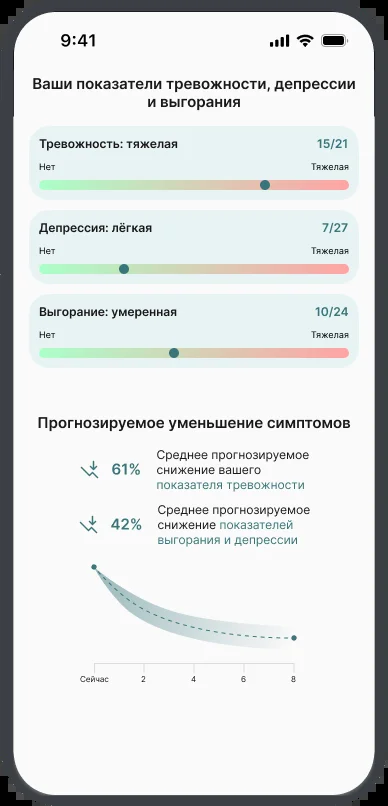 9:41
Ваши показатели тревожности, депрессии
и выгорания
Тревожность: тяжелая 15/21
Нет Тяжелая
Депрессия: лёгкая 7/27
Нет Тяжелая
Выгорание: умеренная 10/24
Нет Тяжелая
Прогнозируемое уменьшение симптомов
61%
Среднее прогнозируемое
снижение вашего
показателя тревожности
42%
Среднее прогнозируемое
снижение показателей
выгорания и депрессии
Сейчас 2 4 6 8